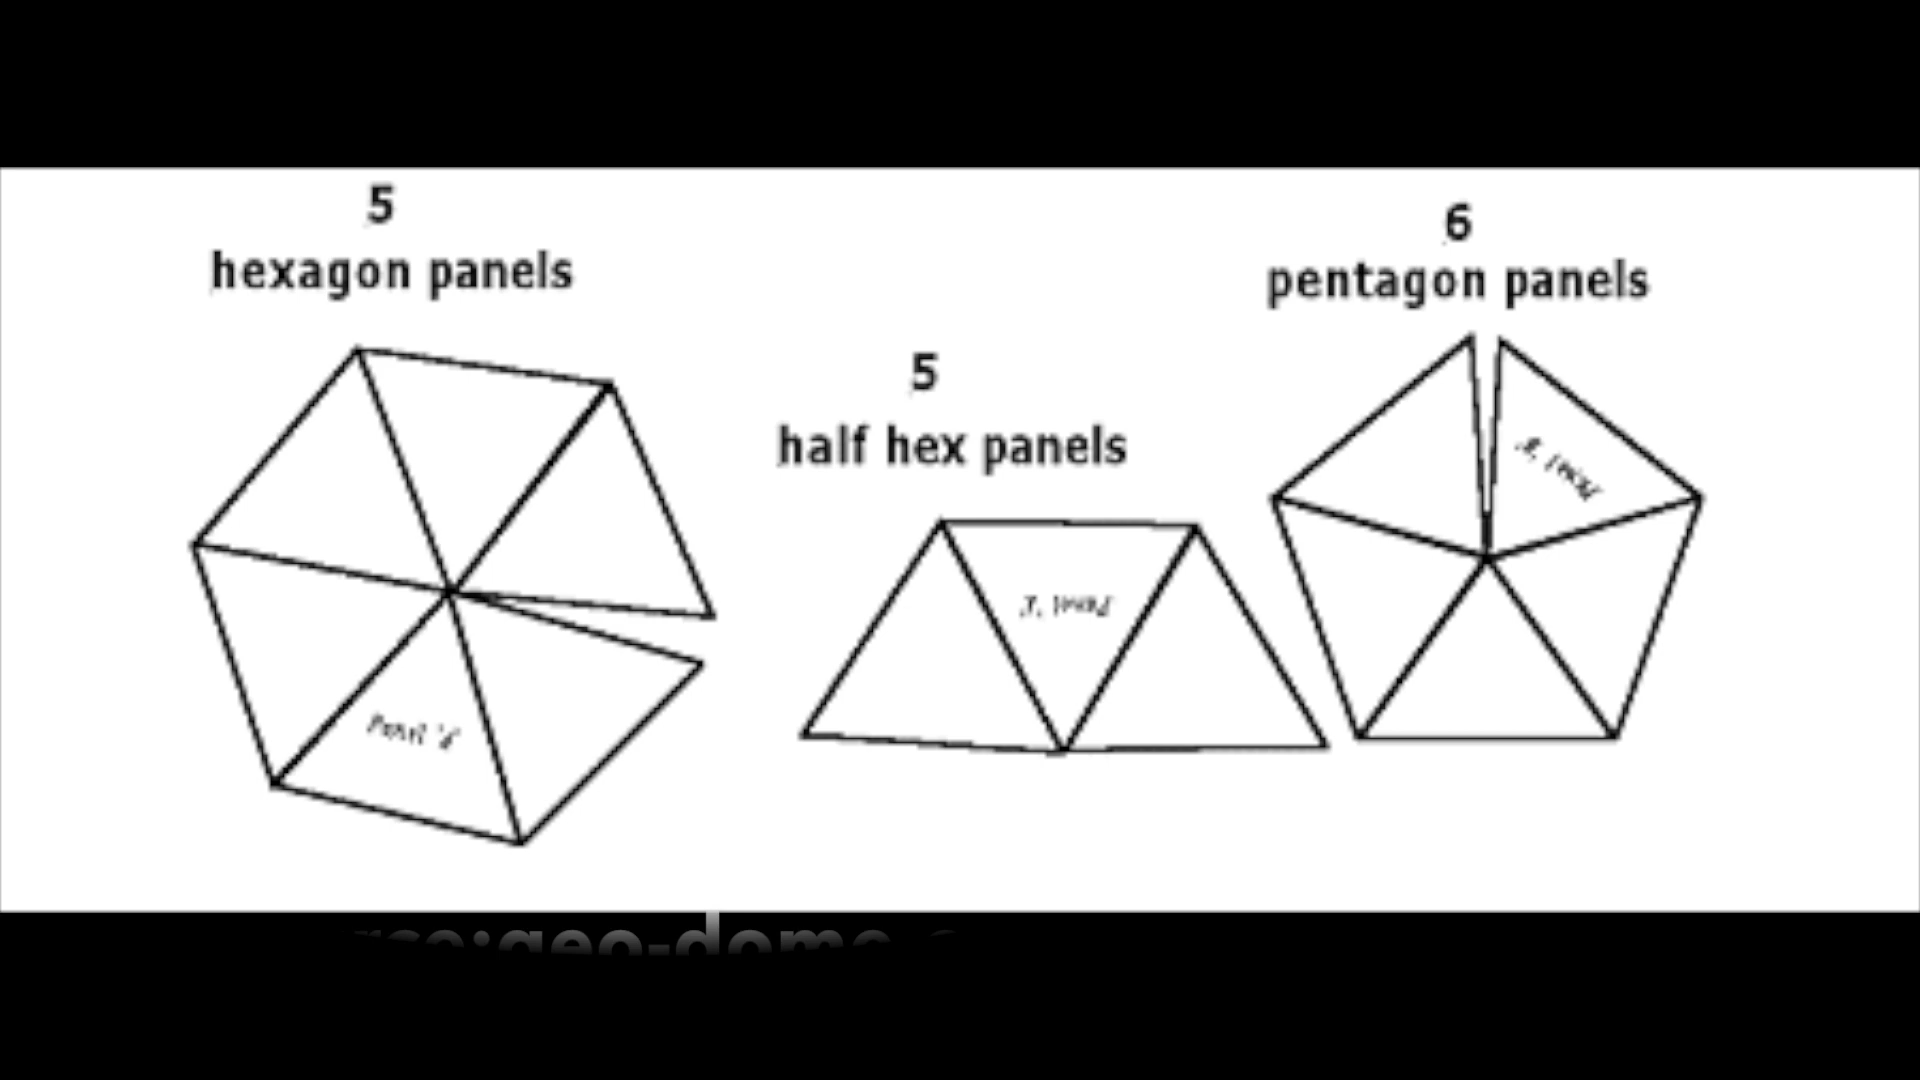 5
hexagon panels
5
half hex panels
6
pentagon panels